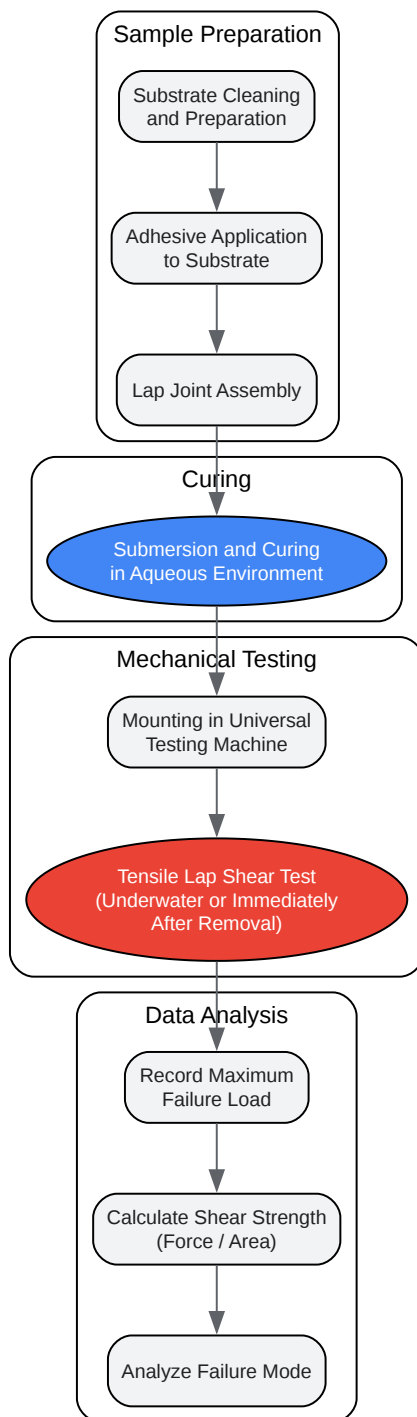 Sample Preparation
Substrate Cleaning
and Preparation
Adhesive Application
to Substrate
Lap Joint Assembly
Curing
Submersion and Curing
in Aqueous Environment
Mechanical Testing
Mounting in Universal
Testing Machine
Tensile Lap Shear Test
(Underwater or Immediately
After Removal)
Data Analysis
Record Maximum
Failure Load
Calculate Shear Strength
(Force / Area)
Analyze Failure Mode